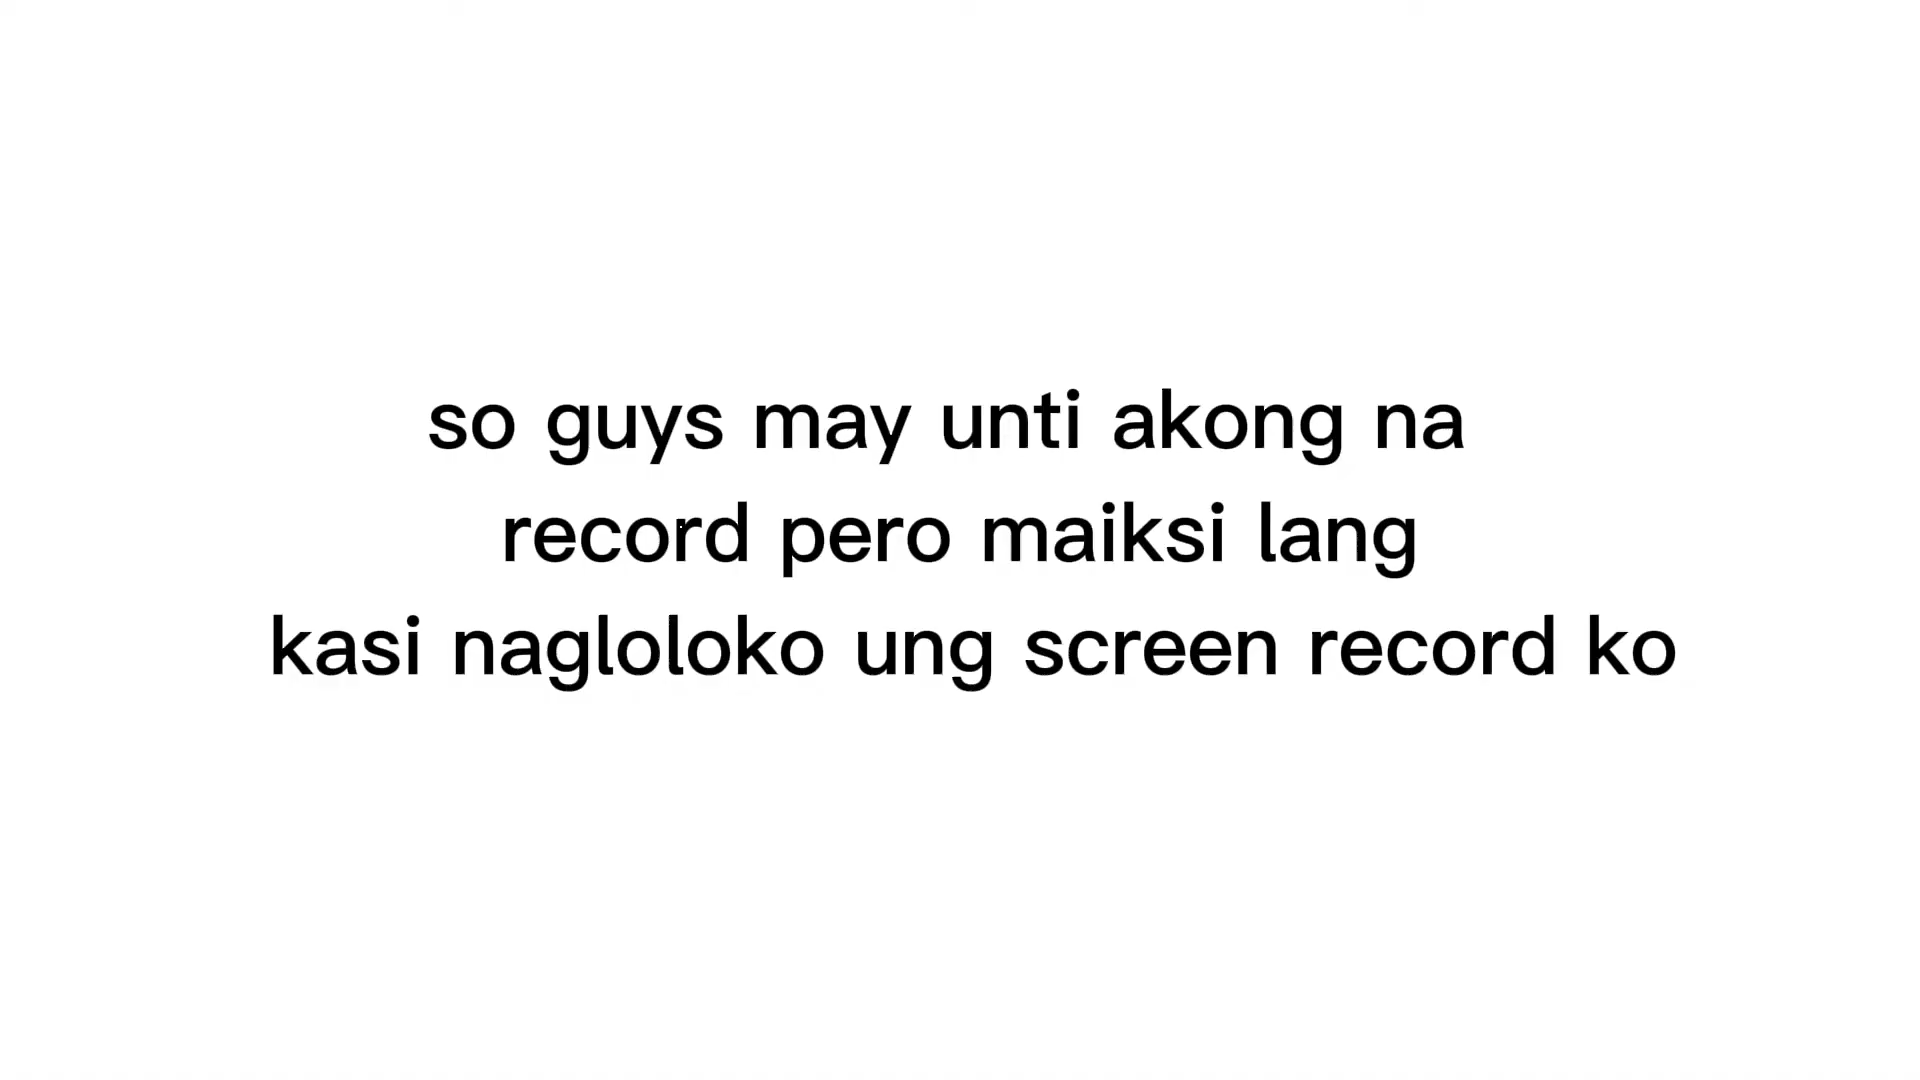 so guys may unti akong na
record pero maiksi lang
kasi nagloloko ung screen record ko